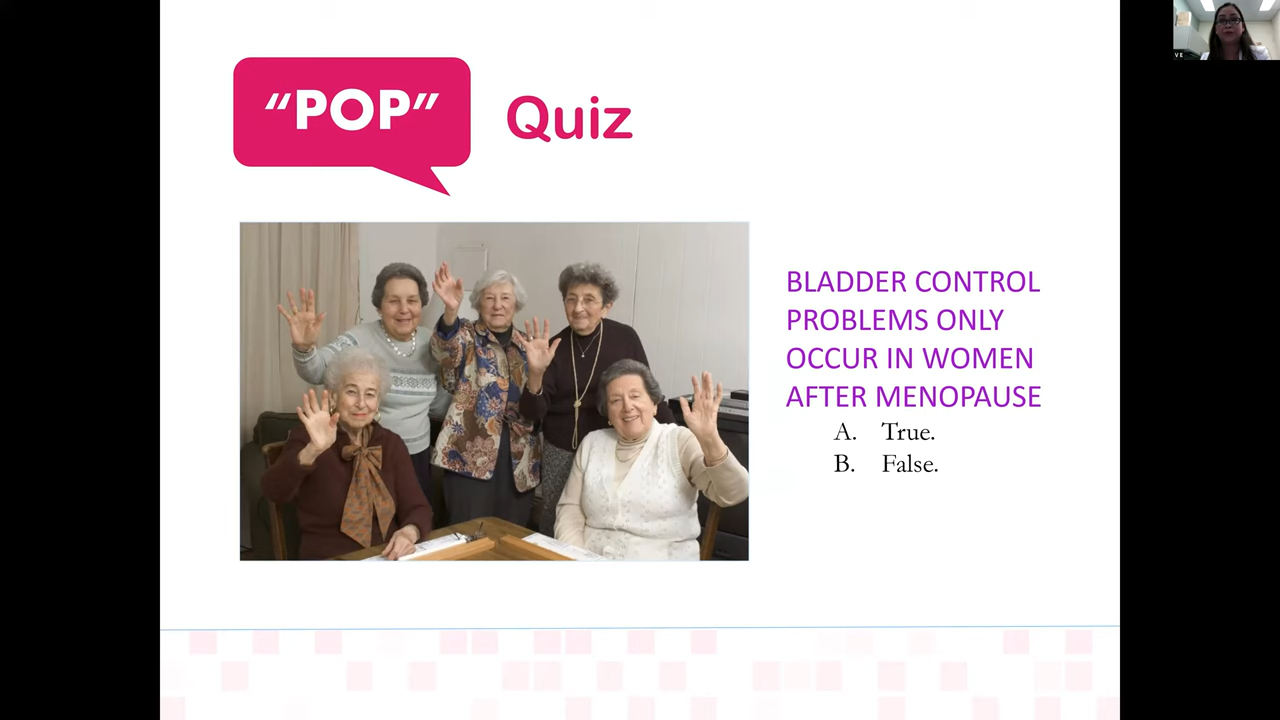 “POP”
Quiz
BLADDER CONTROL
PROBLEMS ONLY
OCCUR IN WOMEN
AFTER MENOPAUSE
A. True.
B. False.